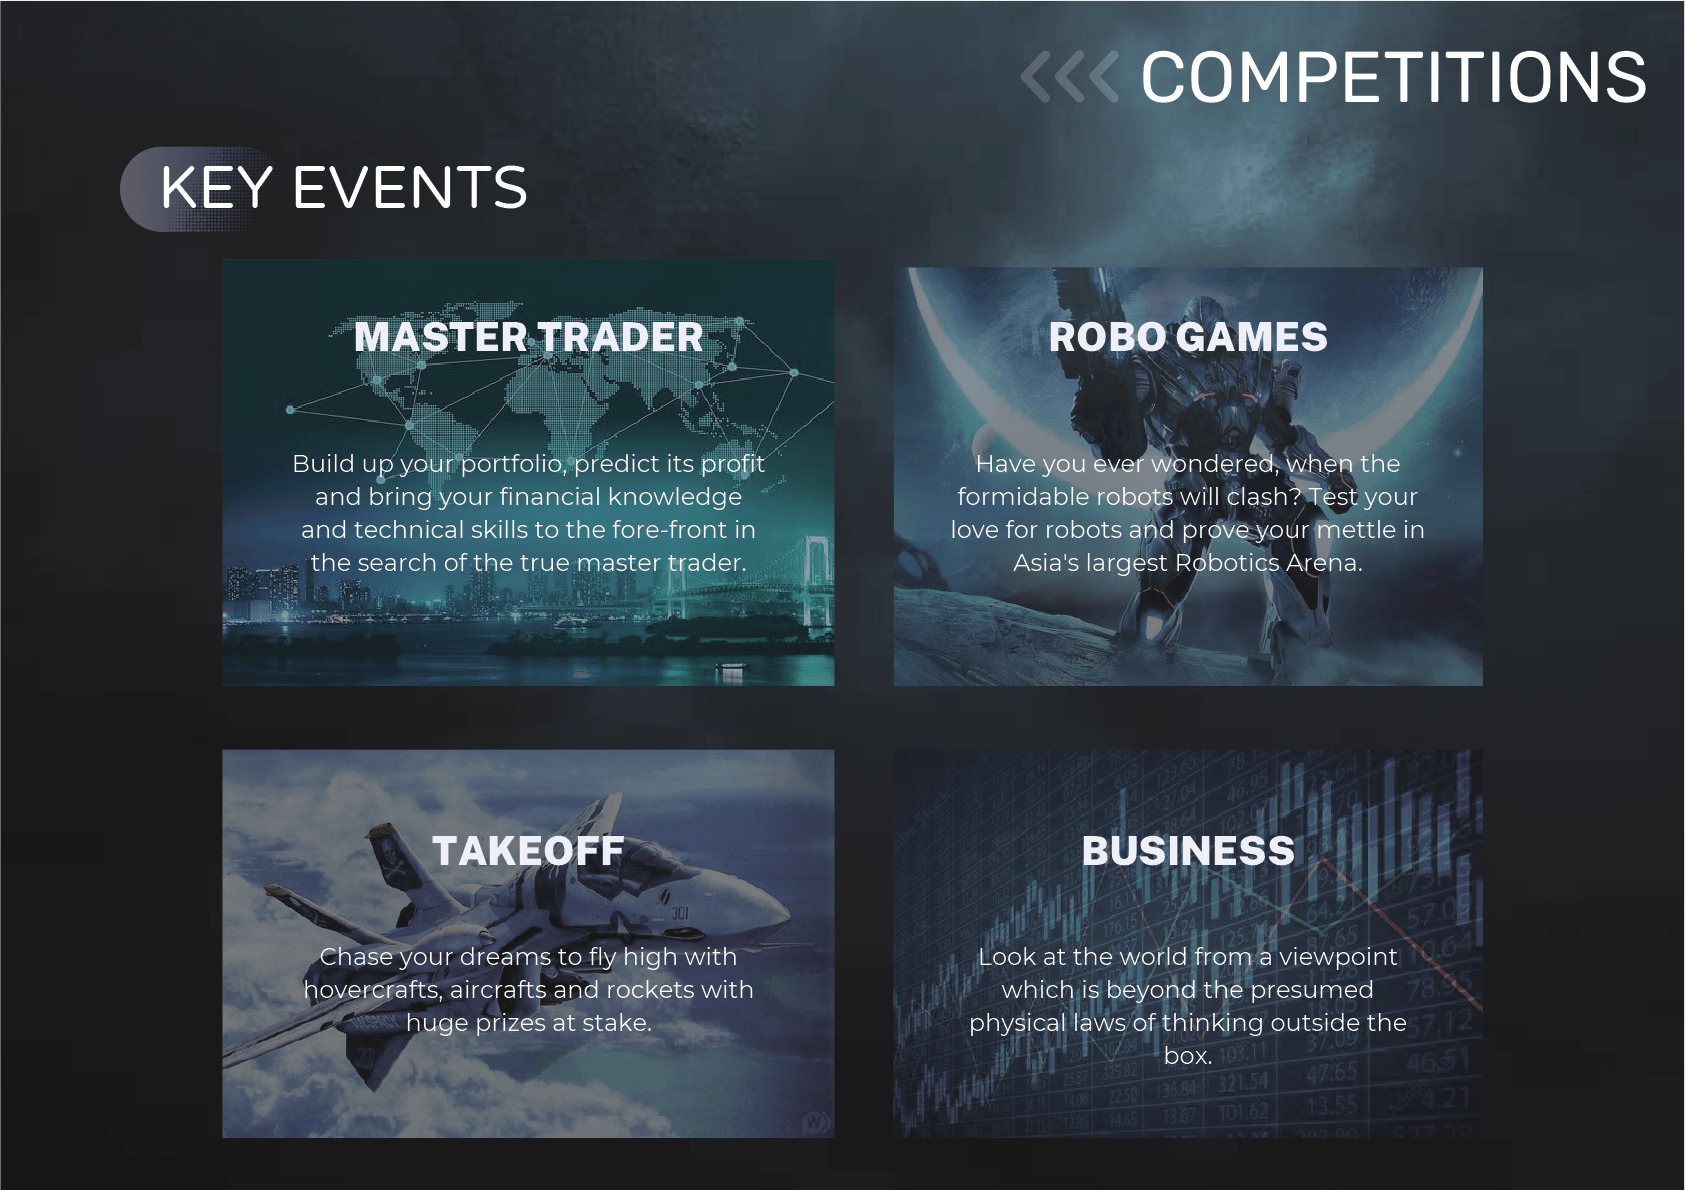 COMPETITIONS
KEY EVENTS
MASTER TRADER
Build up your portfolio, predict its profit
and bring your financial knowledge
and technical skills to the fore-front in
the search of the true master trader.
ROBO GAMES
Have you ever wondered, when the
formidable robots will clash? Test your
love for robots and prove your mettle in
Asia's largest Robotics Arena.
TAKEOFF
301
Chase your dreams to fly high with
hovercrafts, aircrafts and rockets with
huge prizes at stake.
BUSINESS
Look at the world from a viewpoint
which is beyond the presumed
physical laws of thinking outside the
box.